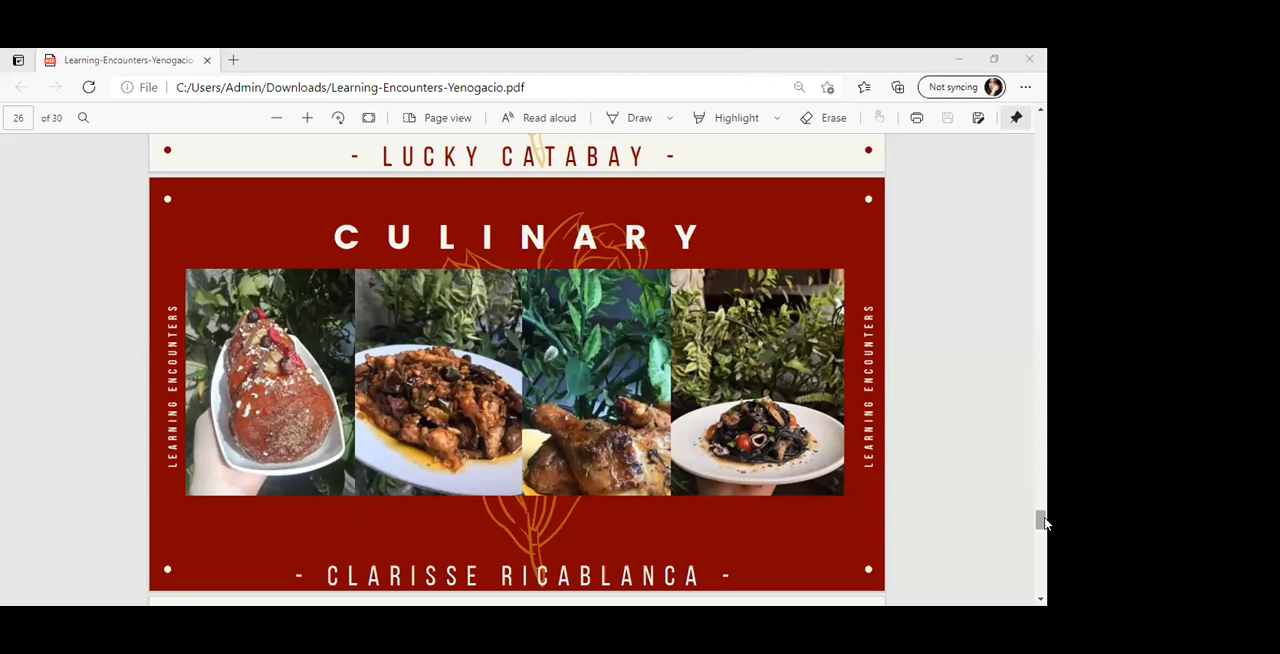 Learning-Encounters-Yenogacio
File
C:/Users/Admin/Downloads/Learning-Encounters-Yenogacio.pdf
Not syncing
26
of 30
Page view
Read aloud
Draw
Highlight
Erase
- LUCKY CATABAY -
CULINARY
LEARNING ENCOUNTERS
LEARNING ENCOUNTERS
- CLARISSE RICABLANCA -